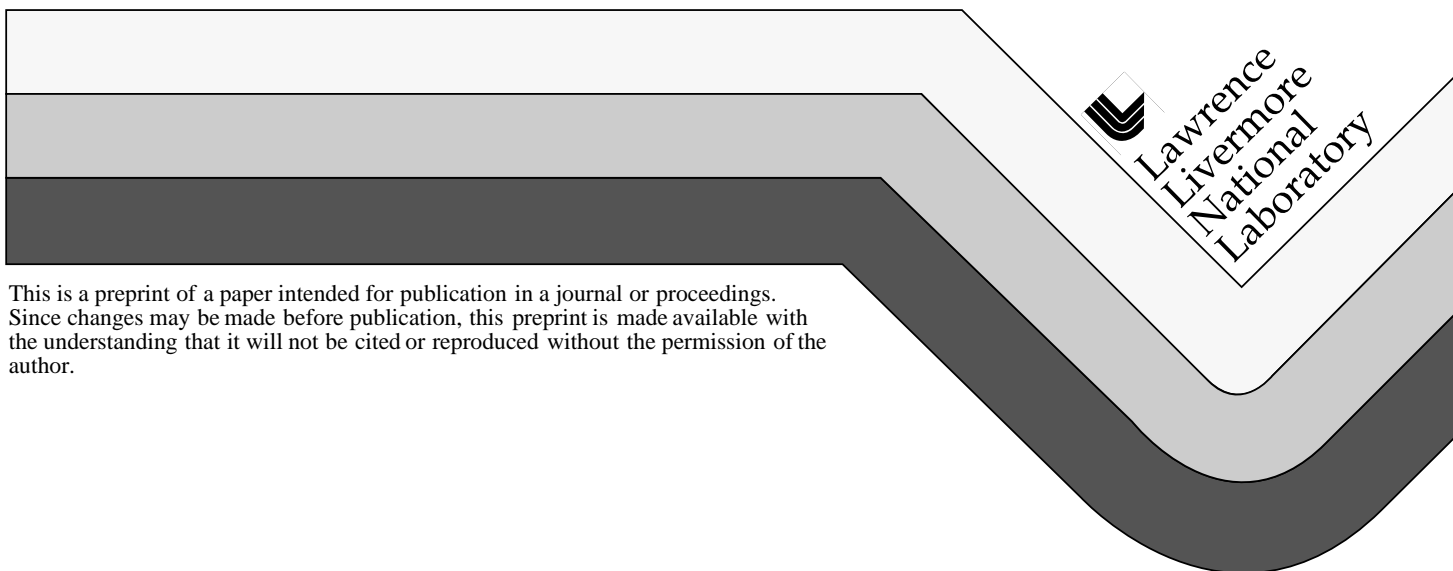 Lawrence
Livermore
National
Laboratory
This is a preprint of a paper intended for publication in a journal or proceedings.
Since changes may be made before publication, this preprint is made available with
the understanding that it will not be cited or reproduced without the permission of the
author.